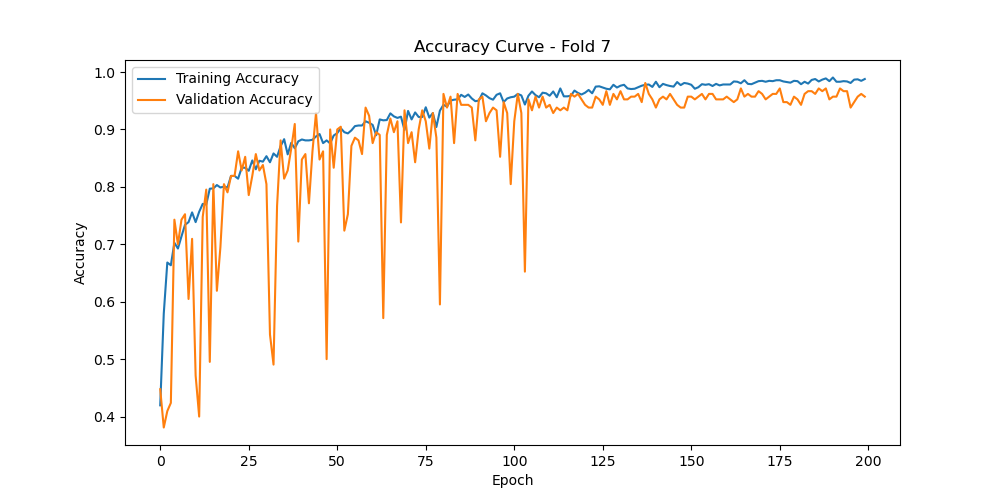 Accuracy Curve - Fold 7
Training Accuracy
Validation Accuracy
Accuracy
1.0
0.9
0.8
0.7
0.6
0.5
0.4
0 25 50 75 100 125 150 175 200
Epoch